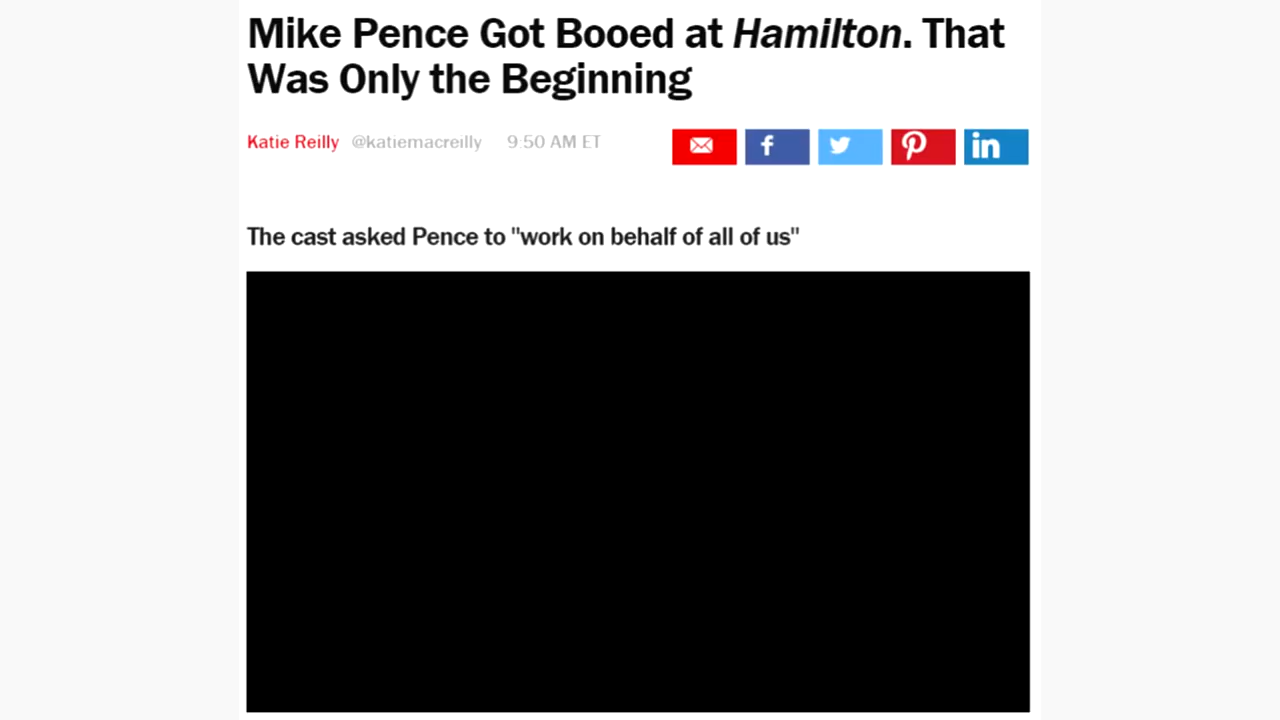 Mike Pence Got Booed at Hamilton. That
Was Only the Beginning
Katie Reilly @katiemacreilly 9:50 AM ET
f in
The cast asked Pence to "work on behalf of all of us"